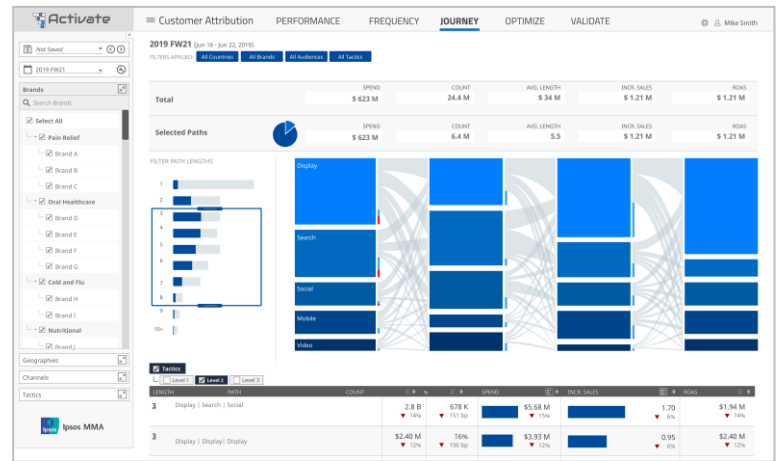 Activate
Customer Attribution
PERFORMANCE
FREQUENCY
JOURNEY
OPTIMIZE
VALIDATE
Mike Smith
Not Saved
2019 FW21
Brands
Search Brands
Select All
Pain Relief
Brand A
Brand B
Brand C
Oral Healthcare
Brand D
Brand E
Brand F
Brand G
Cold and Flu
Brand H
Brand I
Nutritional
Brand J
Geographies
Channels
Tactics
Ipsos
Ipsos MMA
2019 FW21 (Jun 16 - Jun 22, 2019)
FILTERS APPLIED: All Countries All Brands All Audiences All Tactics
SPEND COUNT AVG. LENGTH INCR. SALES ROAS
Total $ 623 M 24.4 M $ 34 M $ 1.21 M $ 1.21 M
SPEND COUNT AVG. LENGTH INCR. SALES ROAS
Selected Paths $ 623 M 6.4 M 5.5 $ 1.21 M $ 1.21 M
FILTER PATH LENGTHS
1
2
3
4
5
6
7
8
9
10+
Display
Search
Social
Mobile
Video
Tactics
Level 1 Level 2 Level 3
LENGTH PATH COUNT % SPEND INCR. SALES ROAS
3 Display | Search | Social 2.8 B 678 K $5.68 M 1.70 $1.94 M
14% 151 bp 15% 6% 14%
3 Display | Display| Display $2.40 M 16% $3.93 M 0.95 $2.40 M
12% 156 bp 12% 6% 12%